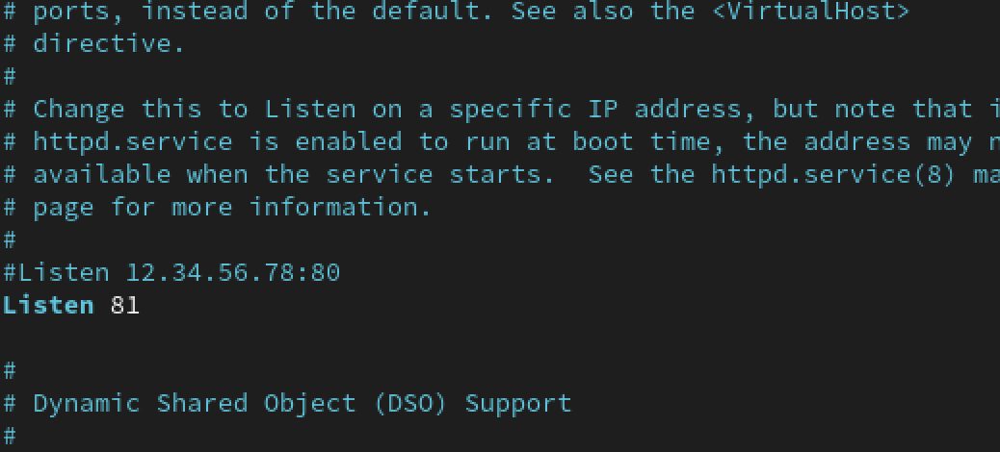 # ports, instead of the default. See also the <VirtualHost>
# directive.
#
# Change this to Listen on a specific IP address, but note that
# httpd.service is enabled to run at boot time, the address may
# available when the service starts.  See the httpd.service(8)
# page for more information.
#
#Listen 12.34.56.78:80
Listen 81
#
# Dynamic Shared Object (DSO) Support
#